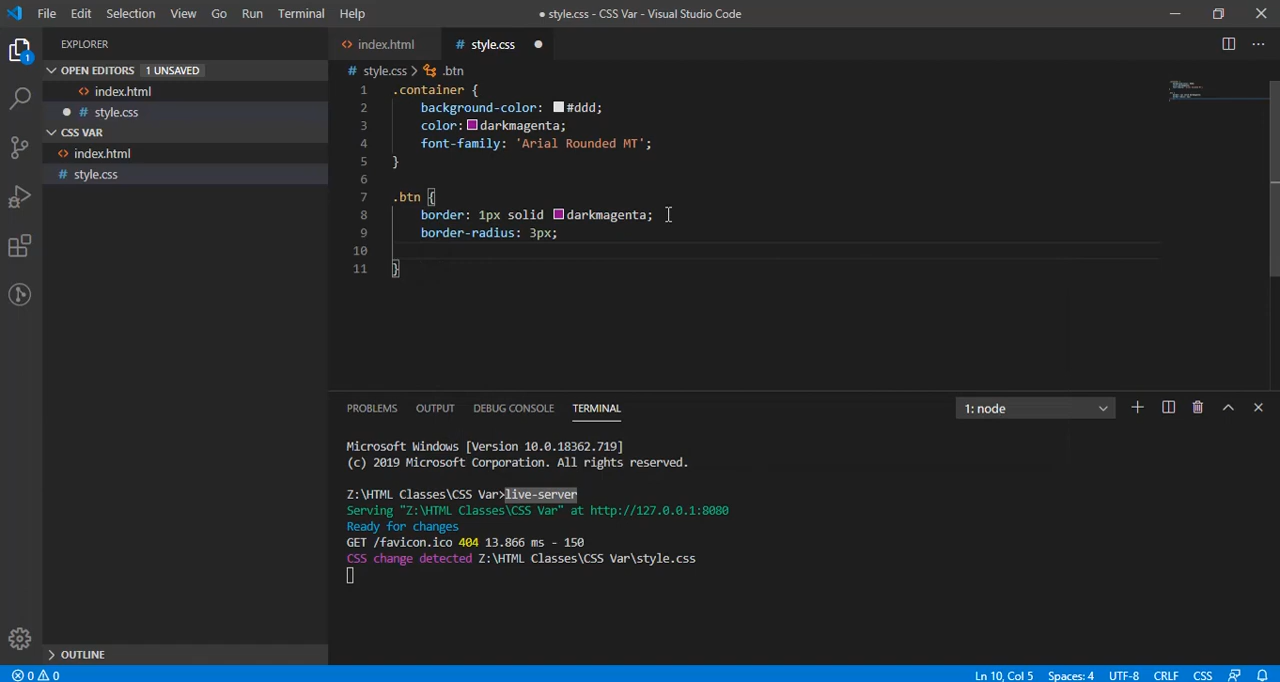 File Edit Selection View Go Run Terminal Help ● style.css - CSS Var - Visual Studio Code
EXPLORER
OPEN EDITORS 1 UNSAVED
<> index.html
● # style.css
CSS VAR
<> index.html
# style.css
OUTLINE
1
<> index.html # style.css ●
# style.css > .btn
1 .container {
2 background-color: #ddd;
3 color: darkmagenta;
4 font-family: 'Arial Rounded MT';
5 }
6
7 .btn {
8 border: 1px solid darkmagenta;
9 border-radius: 3px;
10
11 }
PROBLEMS OUTPUT DEBUG CONSOLE TERMINAL 1: node
Microsoft Windows [Version 10.0.18362.719]
(c) 2019 Microsoft Corporation. All rights reserved.
Z:\HTML Classes\CSS Var>live-server
Serving "Z:\HTML Classes\CSS Var" at http://127.0.0.1:8080
Ready for changes
GET /favicon.ico 404 13.866 ms - 150
CSS change detected Z:\HTML Classes\CSS Var\style.css
0 0 Ln 10, Col 5 Spaces: 4 UTF-8 CRLF CSS